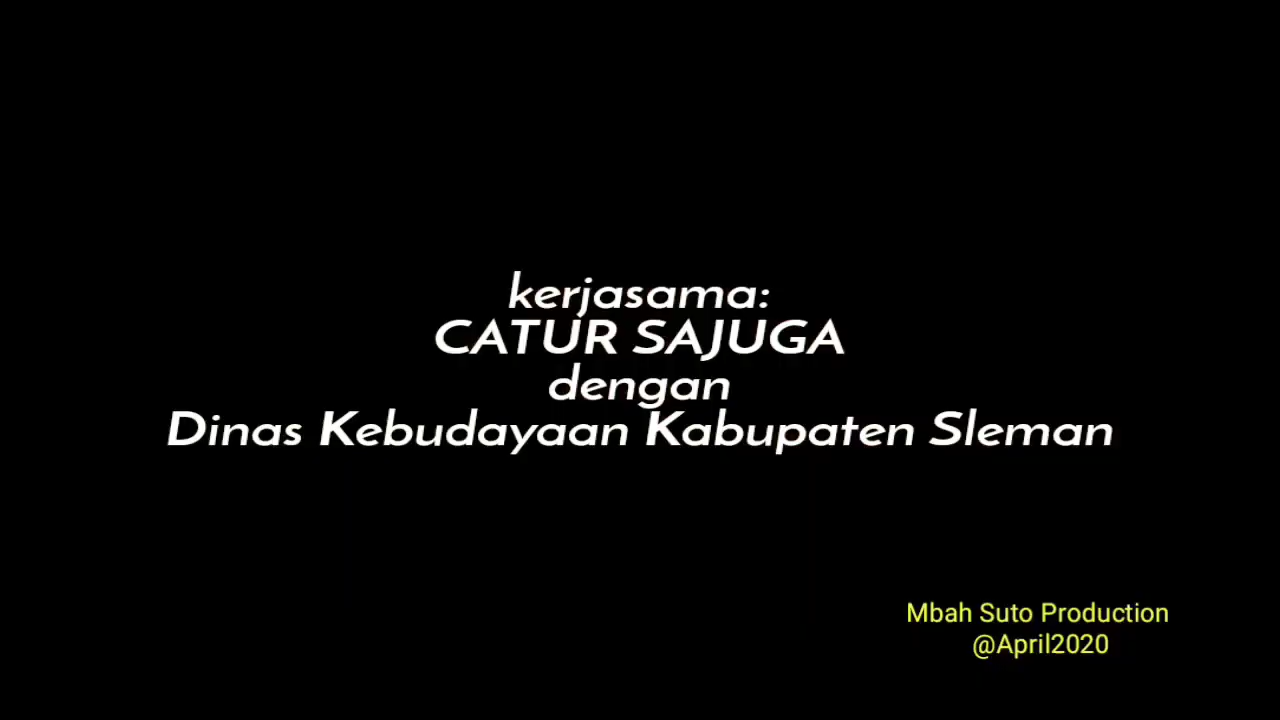 kerjasama:
CATUR SAJUGA
dengan
Dinas Kebudayaan Kabupaten Sleman
Mbah Suto Production
@April2020